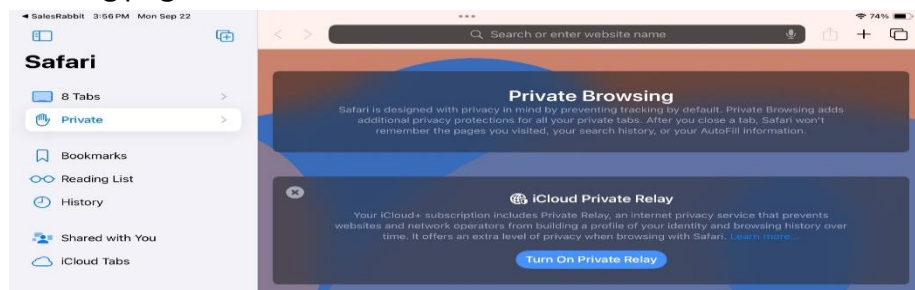 ◂ SalesRabbit 3:56 PM Mon Sep 22
74%
Search or enter website name
Safari
8 Tabs
Private
Bookmarks
Reading List
History
Shared with You
iCloud Tabs
Private Browsing
Safari is designed with privacy in mind by preventing tracking by default. Private Browsing adds
additional privacy protections for all your private tabs. After you close a tab, Safari won't
remember the pages you visited, your search history, or your AutoFill information.
iCloud Private Relay
Your iCloud+ subscription includes Private Relay, an internet privacy service that prevents
websites and network operators from building a profile of your identity and browsing history over
time. It offers an extra level of privacy when browsing with Safari. Learn more...
Turn On Private Relay